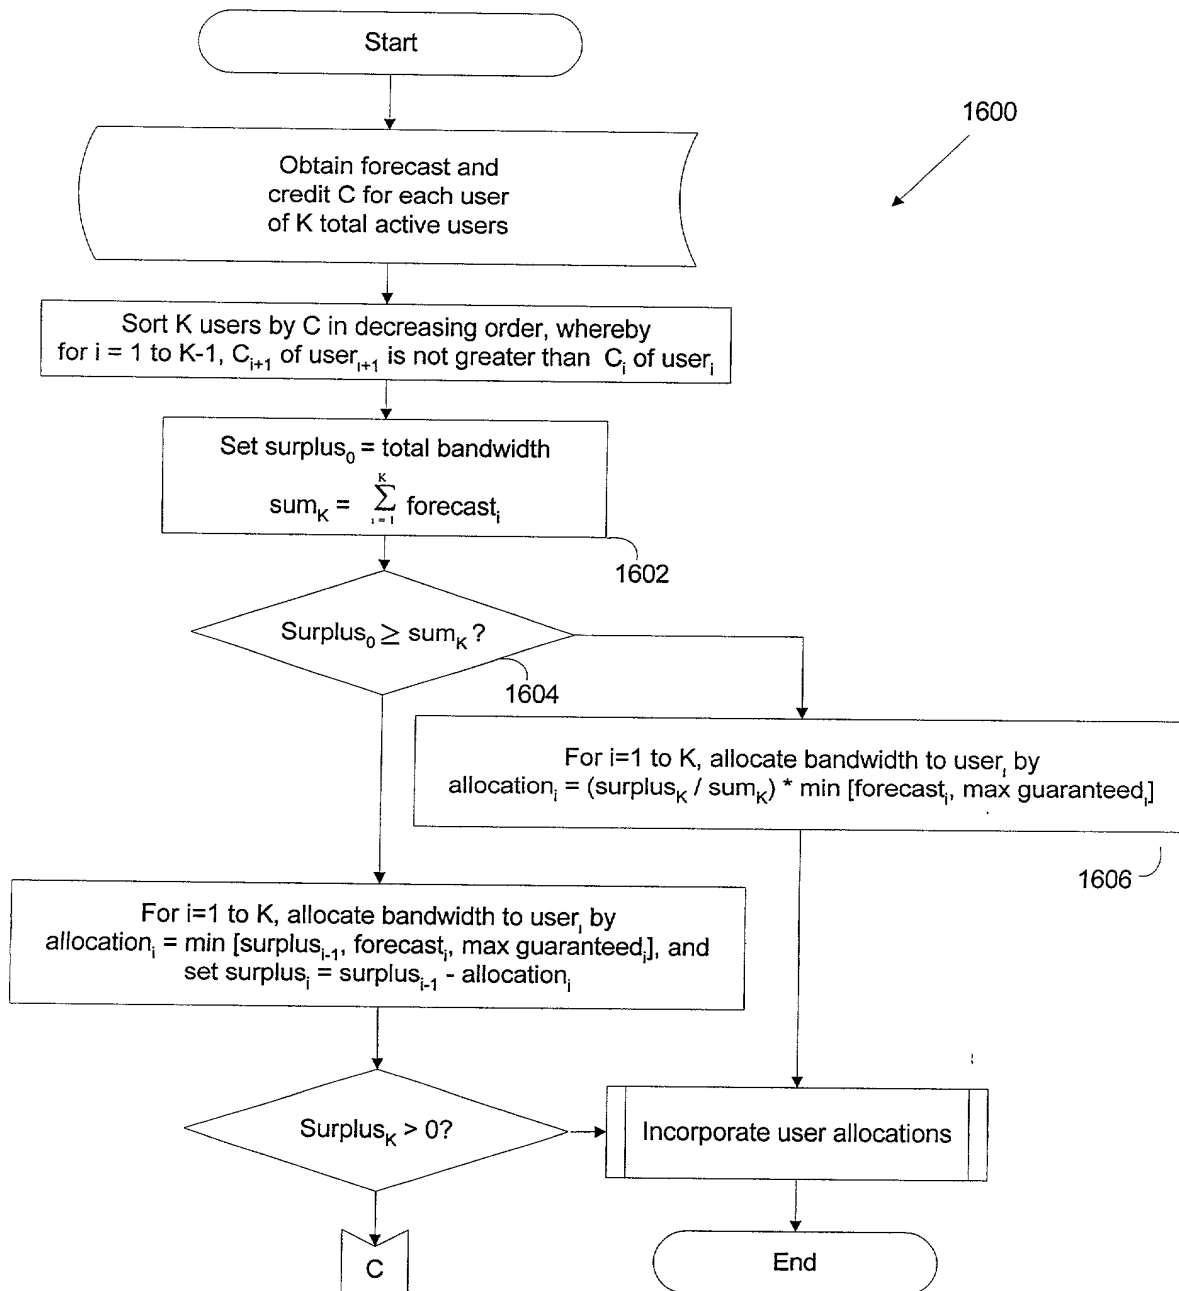 Start
1600
Obtain forecast and
credit C for each user
of K total active users
Sort K users by C in decreasing order, whereby
for i = 1 to K-1, C_{i+1} of user_{i+1} is not greater than C_i of user_i
Set surplus_0 = total bandwidth
sum_K = \sum_{i=1}^{K} forecast_i
1602
Surplus_0 ≥ sum_K ?
1604
For i=1 to K, allocate bandwidth to user_i by
allocation_i = (surplus_K / sum_K) * min [forecast_i, max guaranteed_i]
1606
For i=1 to K, allocate bandwidth to user_i by
allocation_i = min [surplus_{i-1}, forecast_i, max guaranteed_i], and
set surplus_i = surplus_{i-1} - allocation_i
Surplus_K > 0?
Incorporate user allocations
C
End